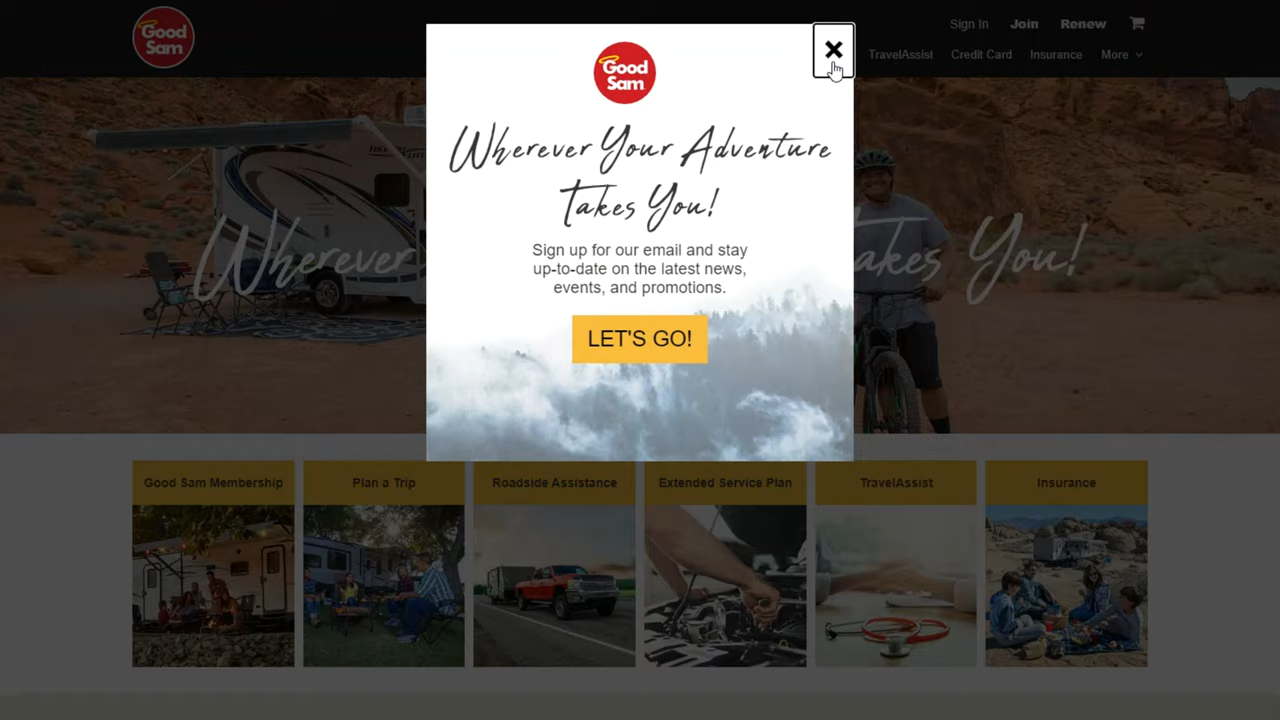 Good
Sam
Sign In Join Renew
TravelAssist Credit Card Insurance More
Wherever takes You!
Good
Sam
Wherever Your Adventure
Takes You!
Sign up for our email and stay
up-to-date on the latest news,
events, and promotions.
LET'S GO!
Good Sam Membership Plan a Trip Roadside Assistance Extended Service Plan TravelAssist Insurance